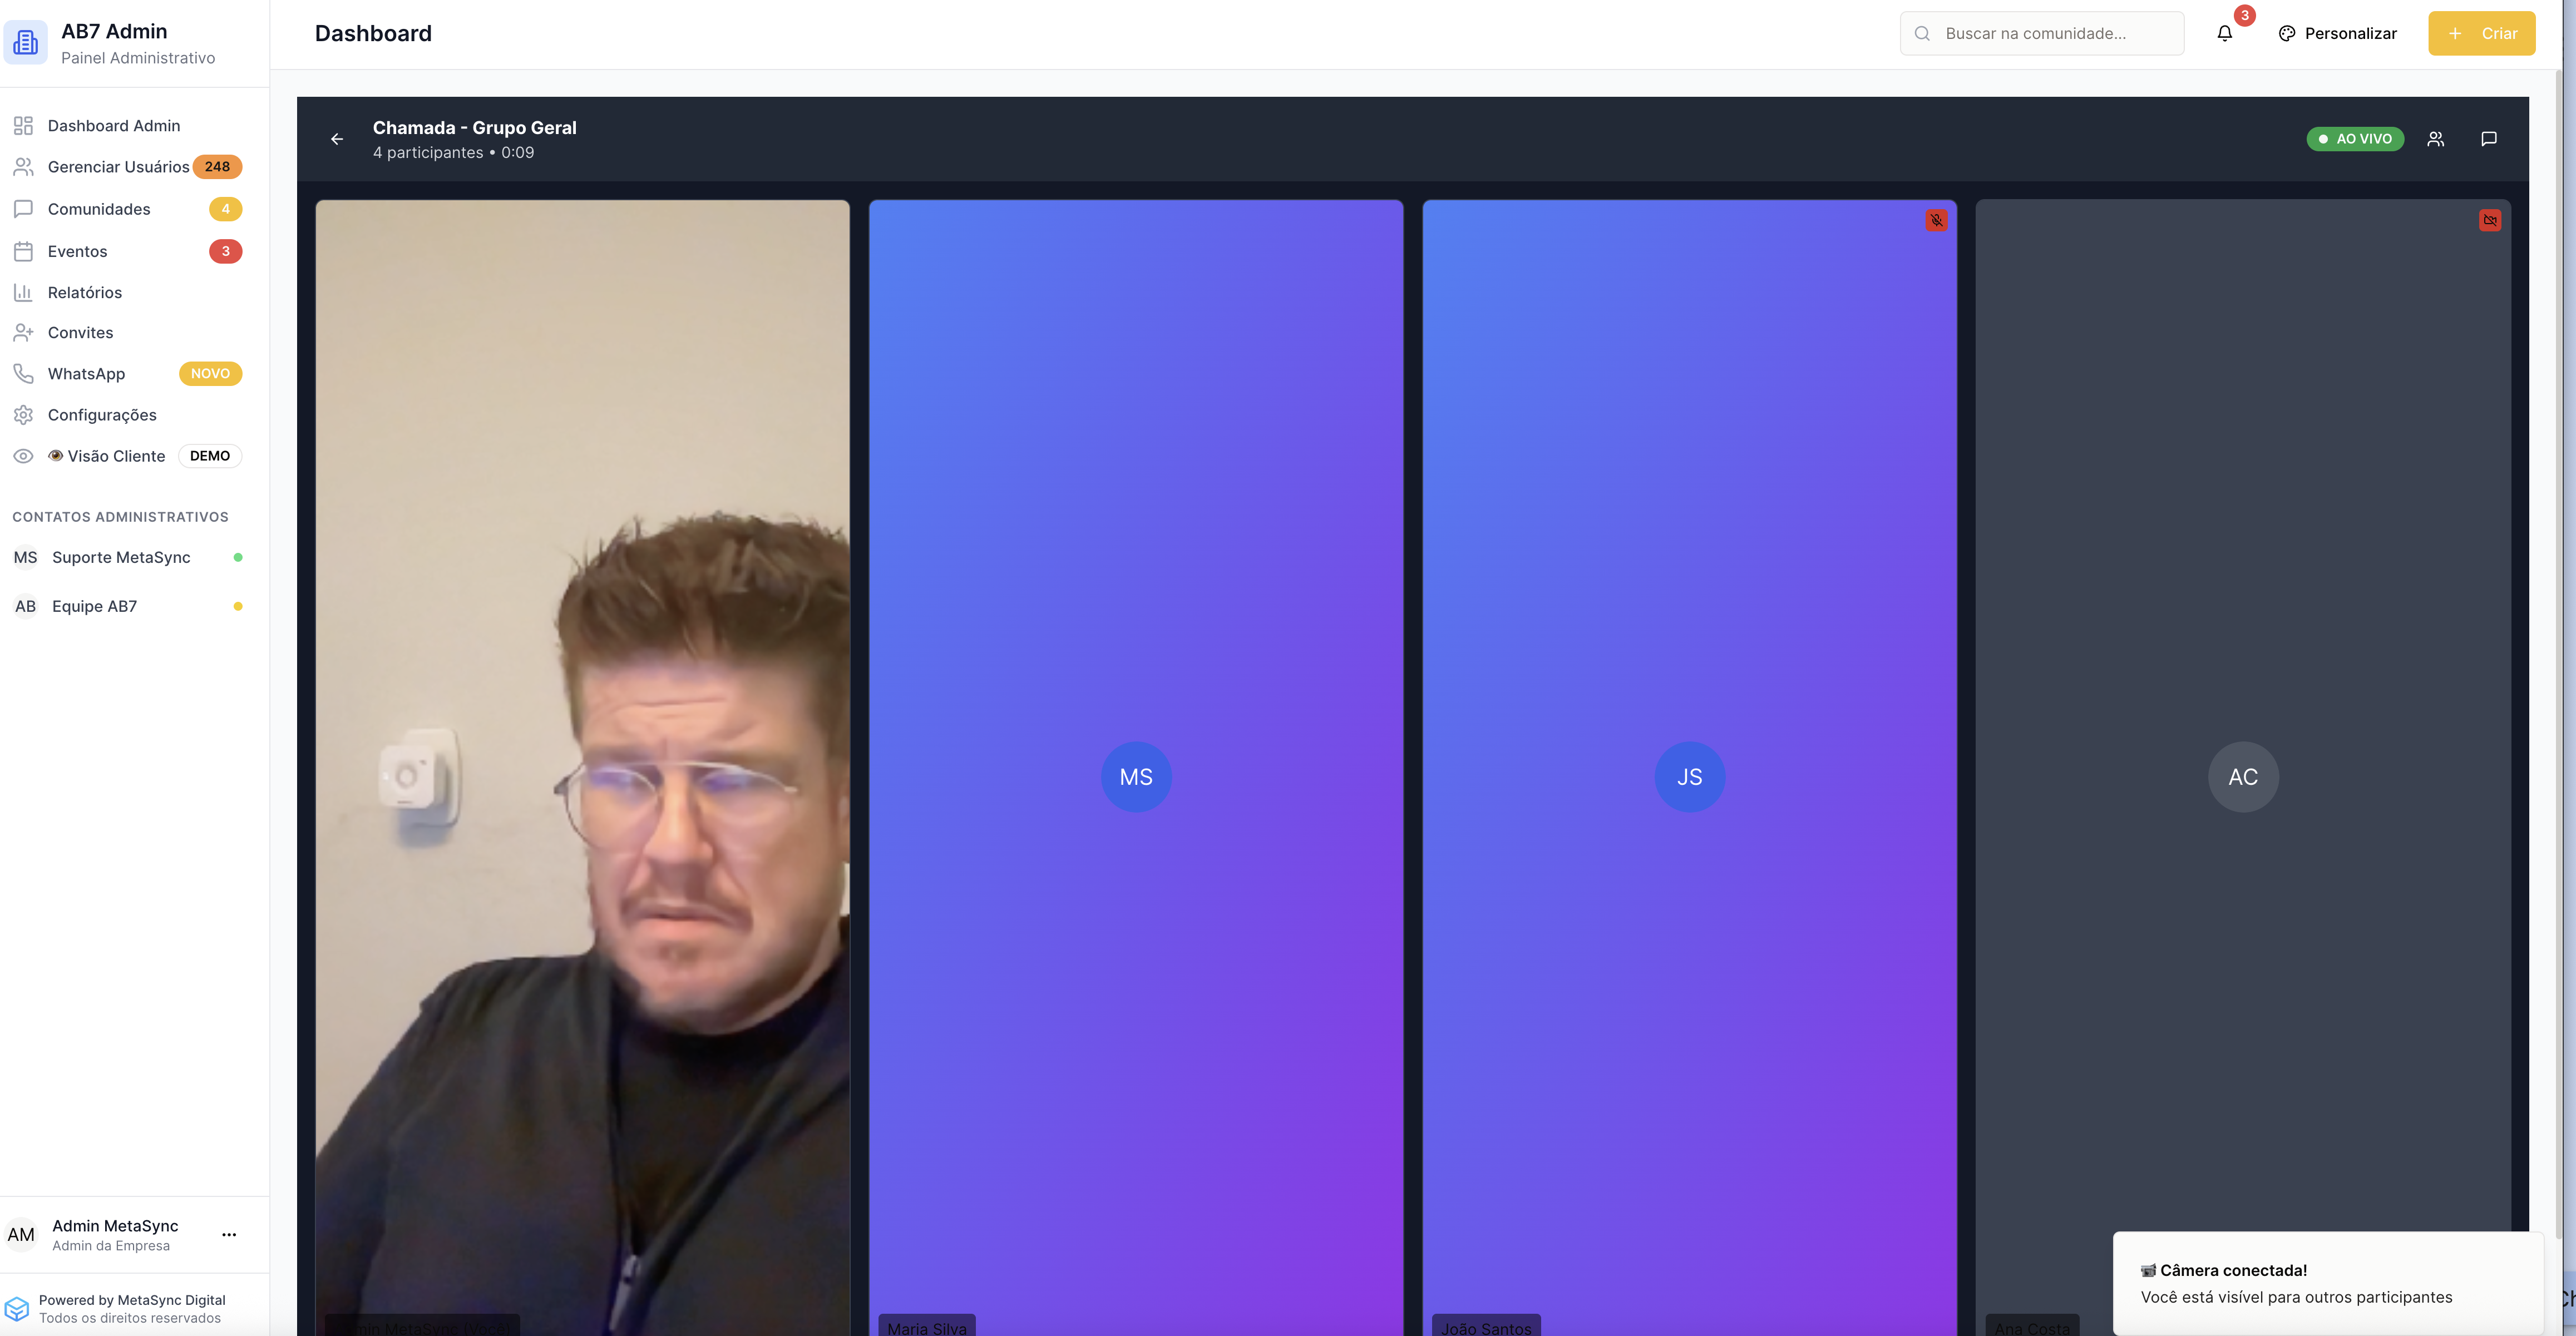 AB7 Admin
Painel Administrativo
Dashboard
Buscar na comunidade...
3
Personalizar
+ Criar
Dashboard Admin
Gerenciar Usuários 248
Comunidades 4
Eventos 3
Relatórios
Convites
WhatsApp NOVO
Configurações
👁️ Visão Cliente DEMO
CONTATOS ADMINISTRATIVOS
MS Suporte MetaSync
AB Equipe AB7
AM Admin MetaSync
Admin da Empresa
Powered by MetaSync Digital
Todos os direitos reservados
Chamada - Grupo Geral
4 participantes • 0:09
AO VIVO
MS
JS
AC
MetaSync (Você)
Maria Silva
João Santos
Ana Costa
📹 Câmera conectada!
Você está visível para outros participantes